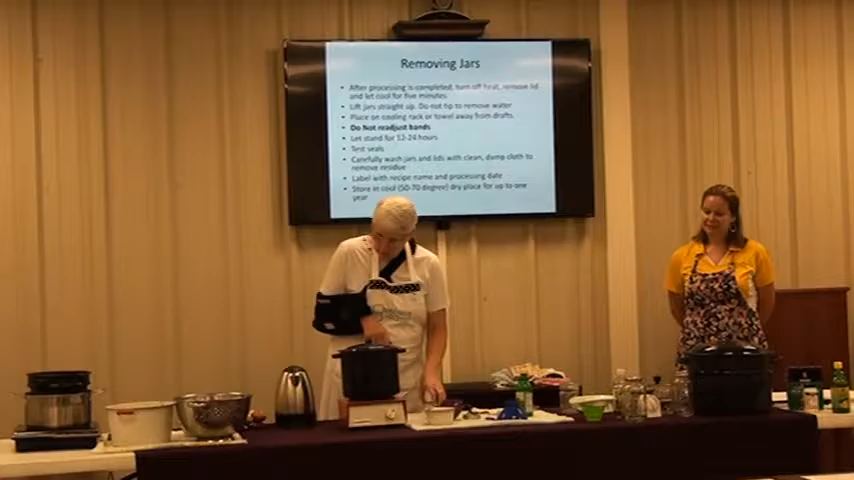 Removing Jars
• After processing is completed, turn off heat, remove lid
and let cool for five minutes.
• Lift jars straight up. Do not tip to remove water
• Place on cooling rack or towel away from drafts.
• Do Not readjust bands
• Let stand for 12-24 hours
• Test seals
• Carefully wash jars and lids with clean, damp cloth to
remove residue
• Label with recipe name and processing date
• Store in cool (50-70 degree) dry place for up to one
year